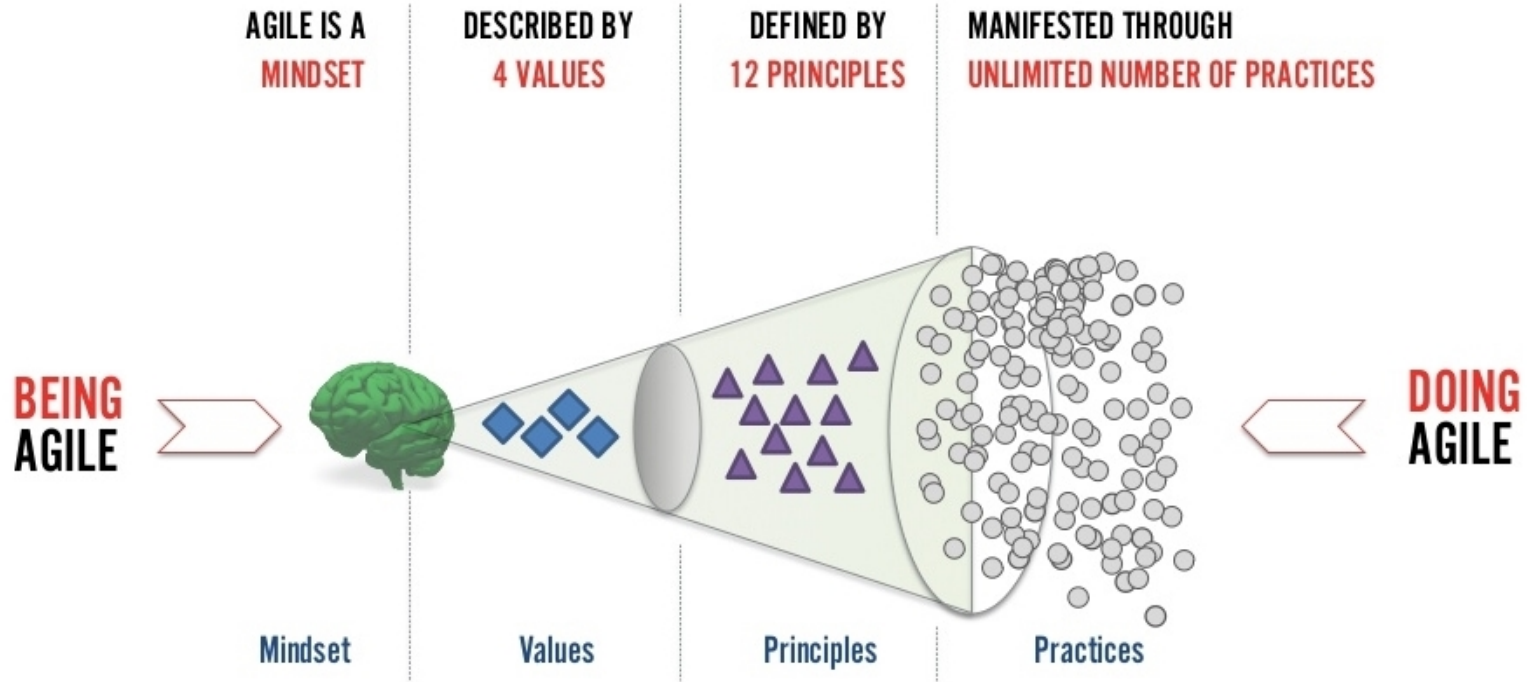 AGILE IS A
MINDSET
DESCRIBED BY
4 VALUES
DEFINED BY
12 PRINCIPLES
MANIFESTED THROUGH
UNLIMITED NUMBER OF PRACTICES
BEING
AGILE
DOING
AGILE
Mindset
Values
Principles
Practices